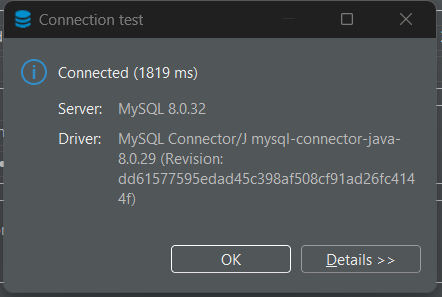 Connection test
Connected (1819 ms)
Server: MySQL 8.0.32
Driver: MySQL Connector/J mysql-connector-java-
8.0.29 (Revision:
dd61577595edad45c398af508cf91ad26fc414
4f)
OK
Details >>